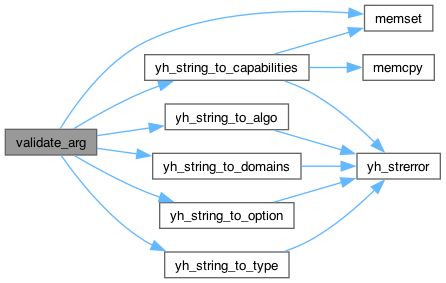 memset
yh_string_to_capabilities
memcpy
yh_string_to_algo
validate_arg
yh_string_to_domains
yh_strerror
yh_string_to_option
yh_string_to_type